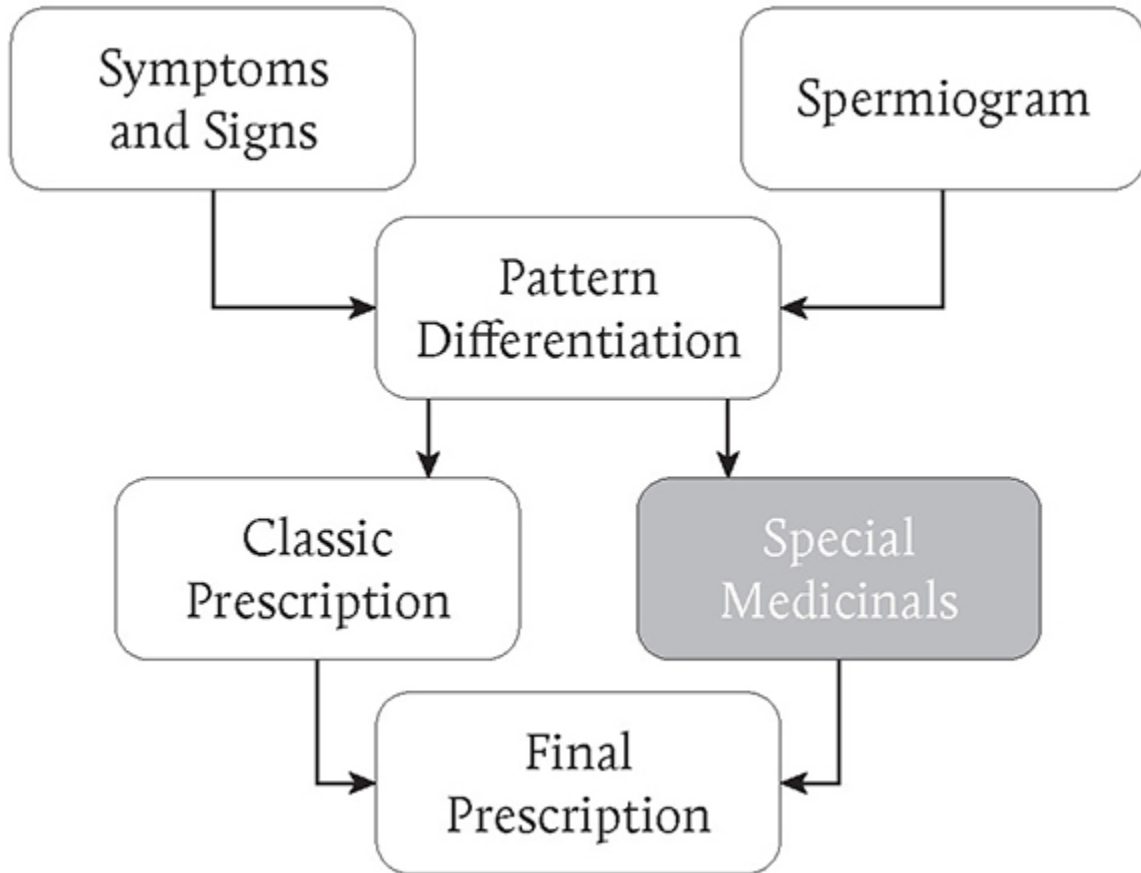 Symptoms
and Signs
Spermiogram
Pattern
Differentiation
Classic
Prescription
Special
Medicinals
Final
Prescription